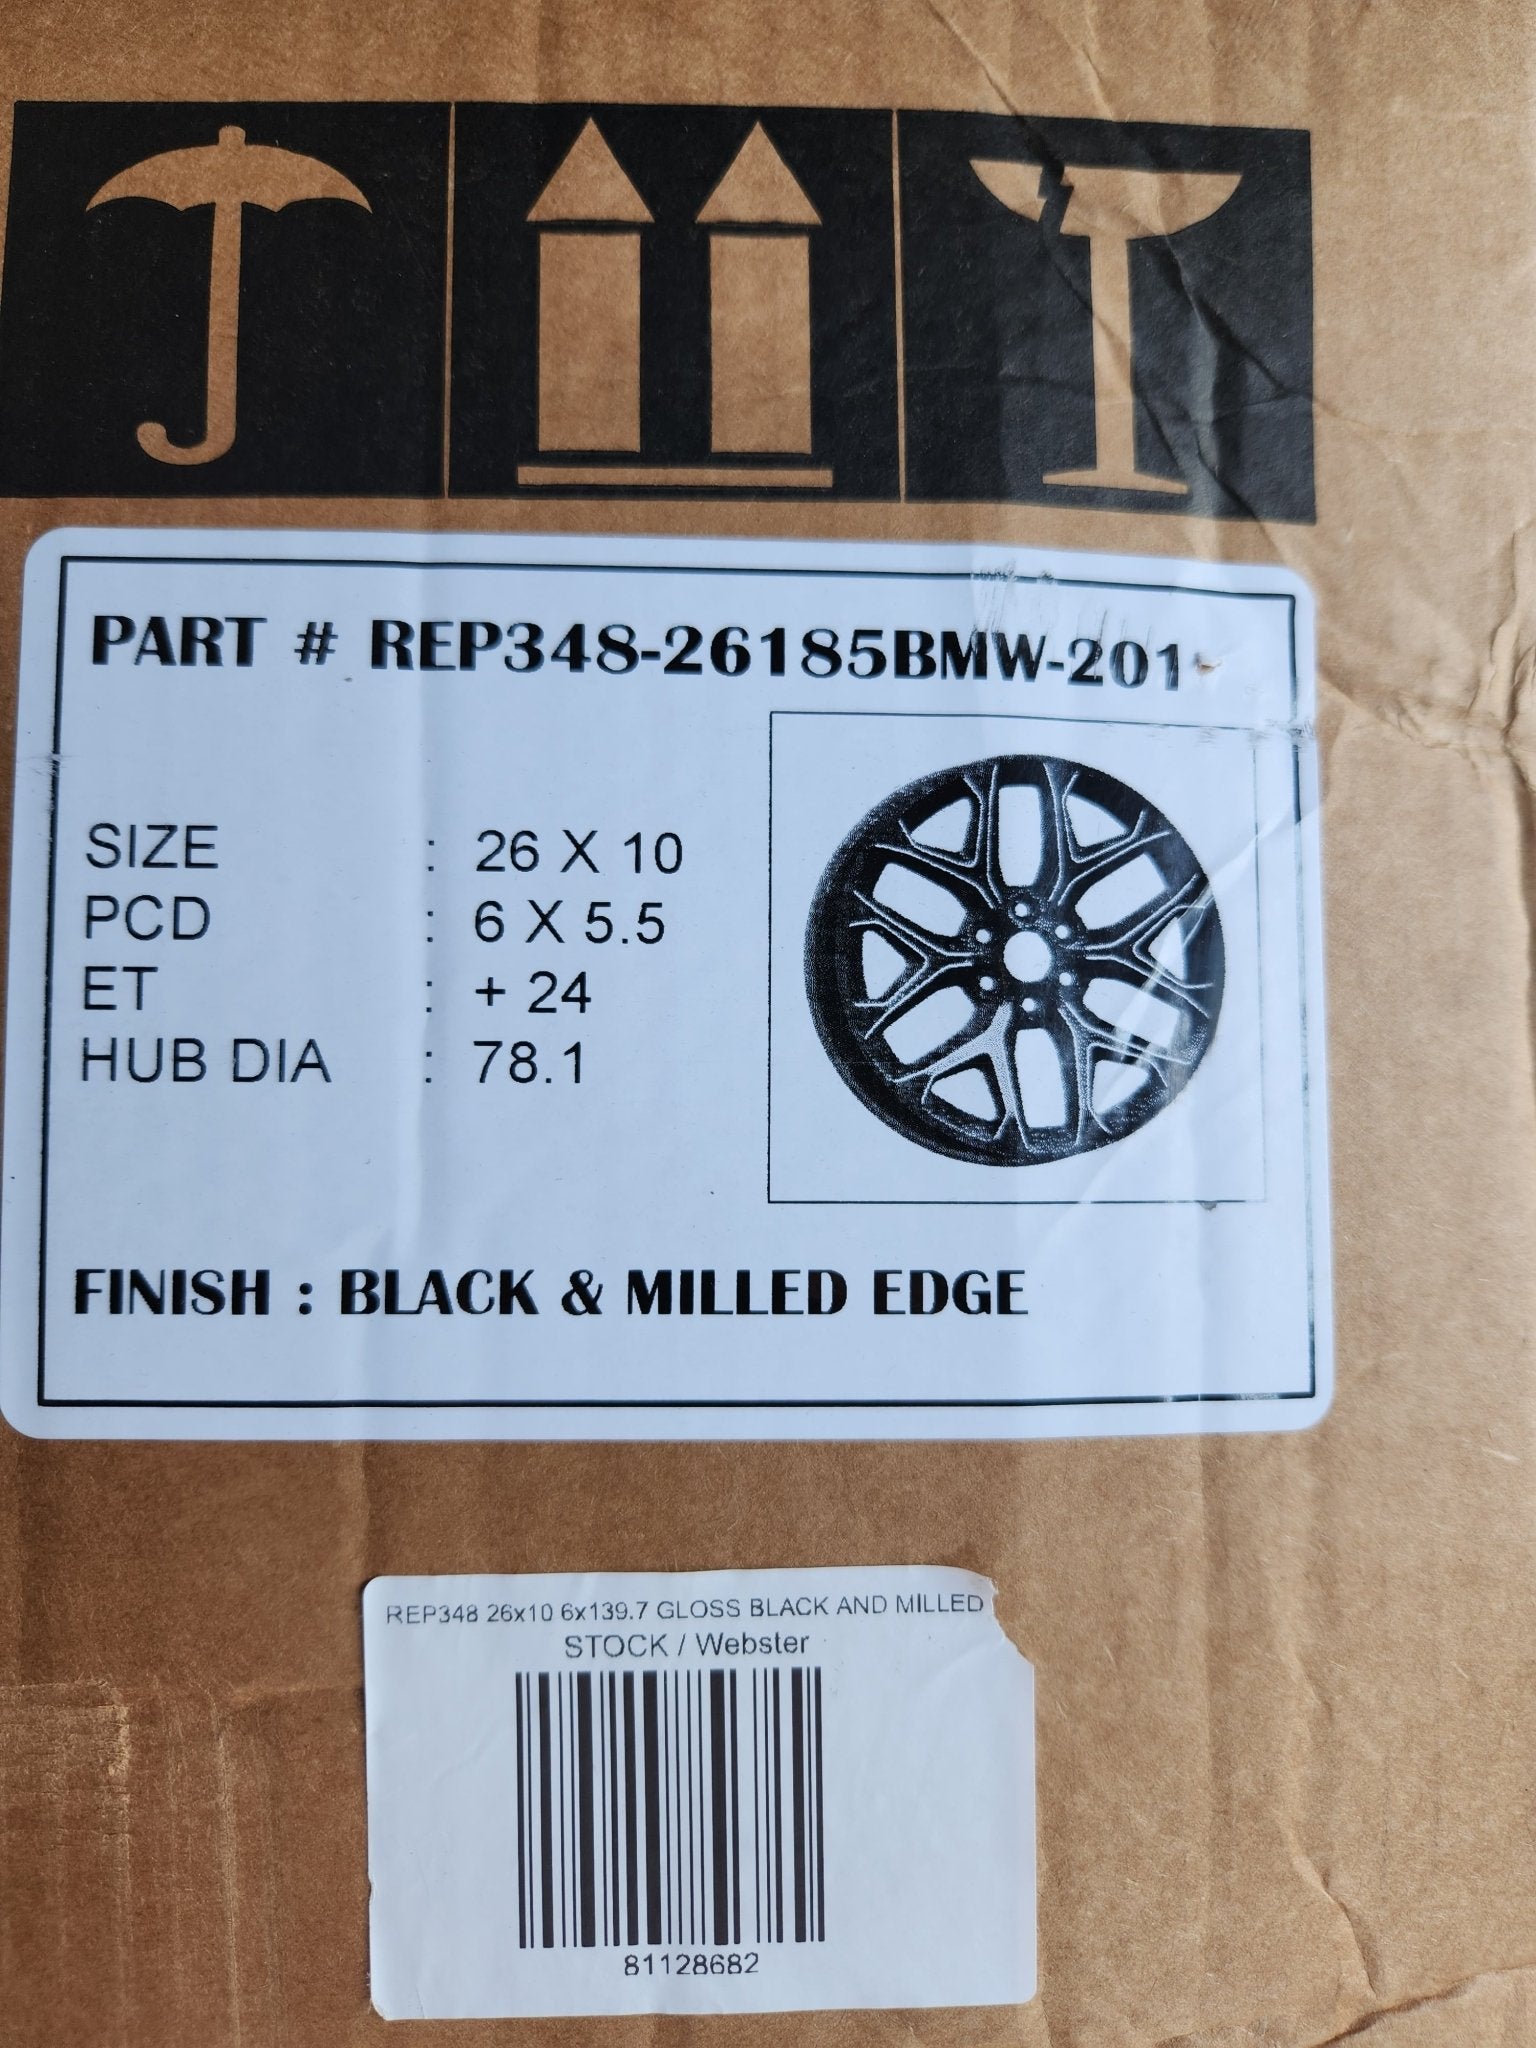 PART # REP348-26185BMW-201
SIZE : 26 X 10
PCD : 6 X 5.5
ET : + 24
HUB DIA : 78.1
FINISH : BLACK & MILLED EDGE
REP348 26x10 6x139.7 GLOSS BLACK AND MILLED
STOCK / Webster
81128682